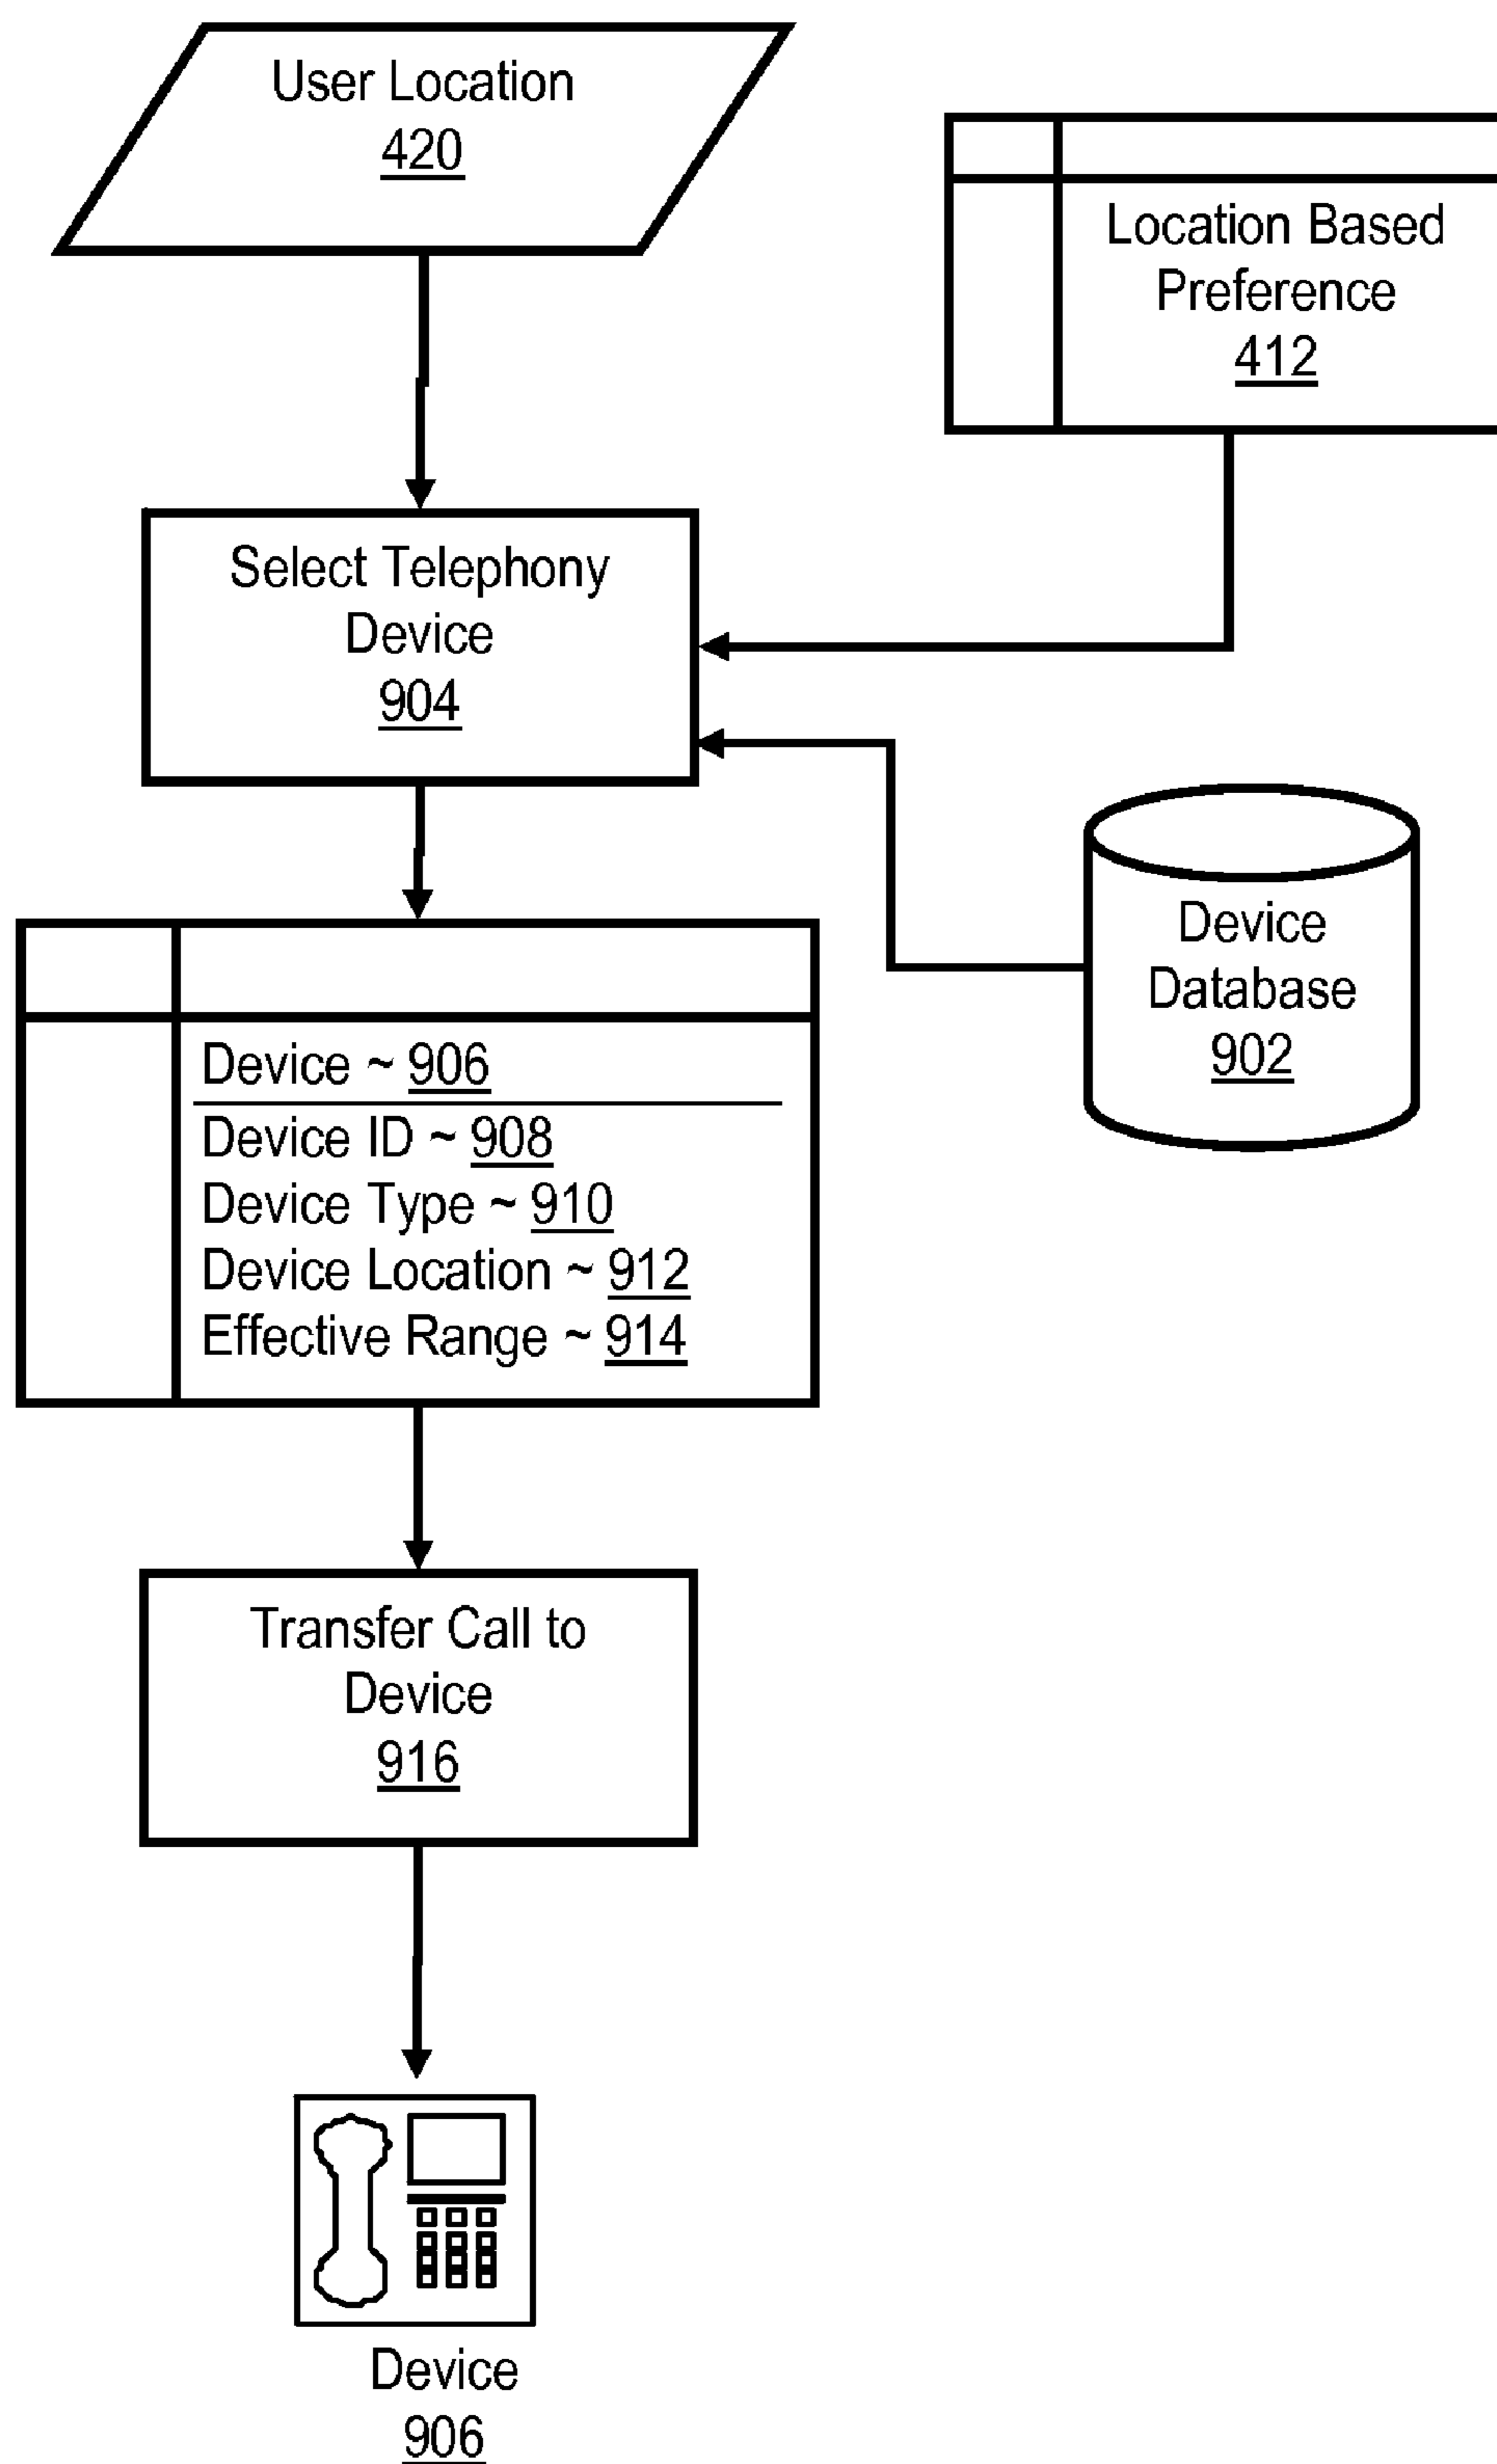 User Location
420
Location Based
Preference
412
Select Telephony
Device
904
Device
Database
902
Device ~ 906
Device ID ~ 908
Device Type ~ 910
Device Location ~ 912
Effective Range ~ 914
Transfer Call to
Device
916
Device
906